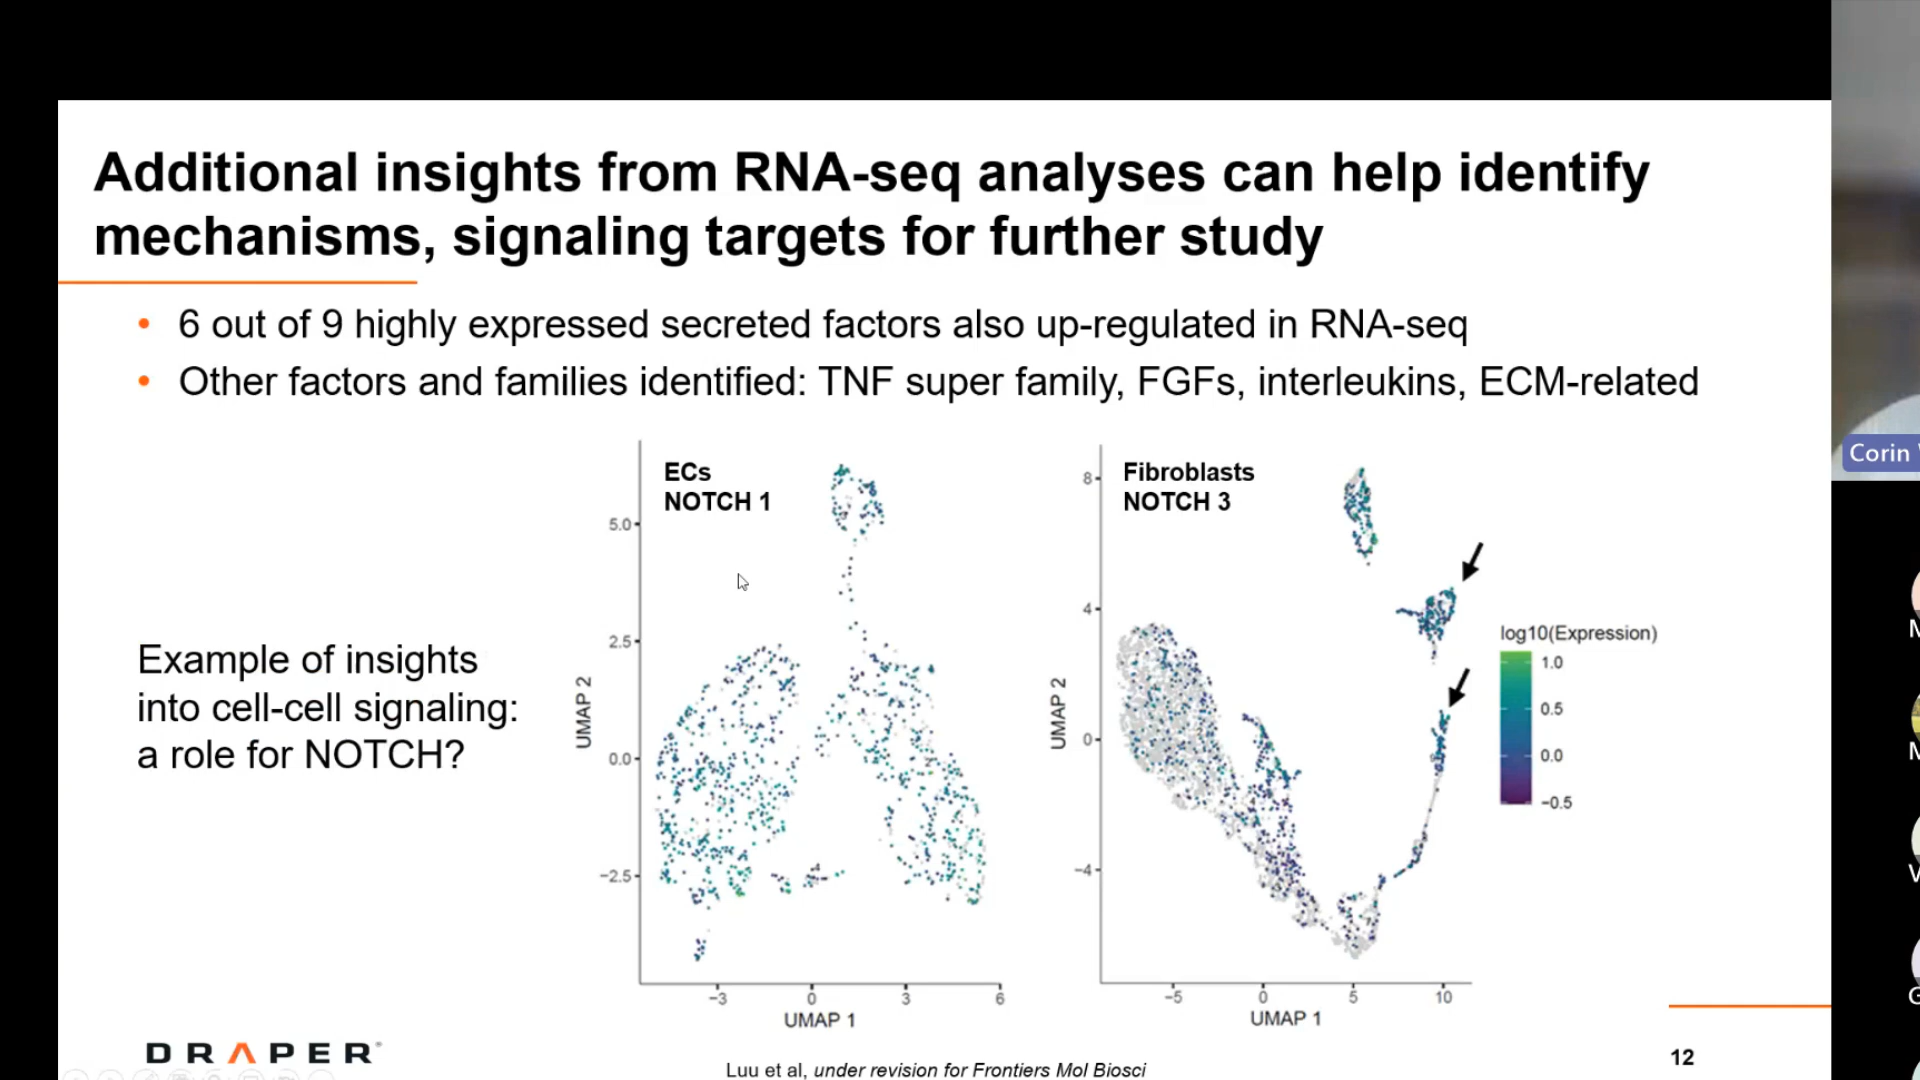 Additional insights from RNA-seq analyses can help identify
mechanisms, signaling targets for further study
• 6 out of 9 highly expressed secreted factors also up-regulated in RNA-seq
• Other factors and families identified: TNF super family, FGFs, interleukins, ECM-related
Example of insights
into cell-cell signaling:
a role for NOTCH?
ECs
NOTCH 1
5.0
2.5
0.0
−2.5
UMAP 2
−3 0 3 6
UMAP 1
Fibroblasts
NOTCH 3
8
4
0
−4
UMAP 2
−5 0 5 10
UMAP 1
log10(Expression)
1.0
0.5
0.0
−0.5
DRAPER®
Luu et al, under revision for Frontiers Mol Biosci
12
Corin